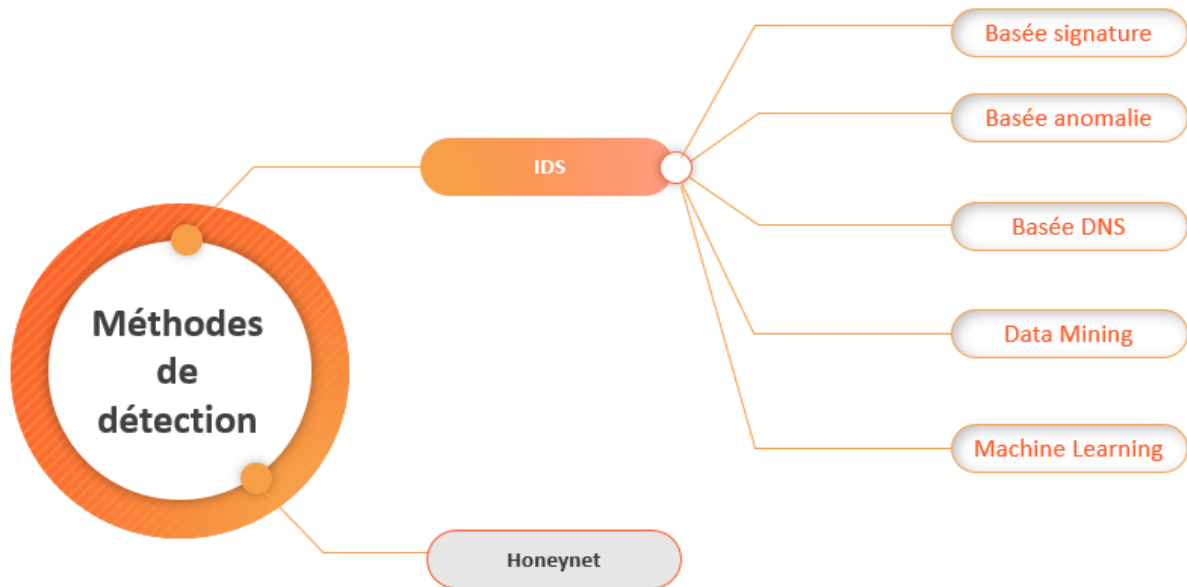 Méthodes
de
détection
IDS
Basée signature
Basée anomalie
Basée DNS
Data Mining
Machine Learning
Honeynet